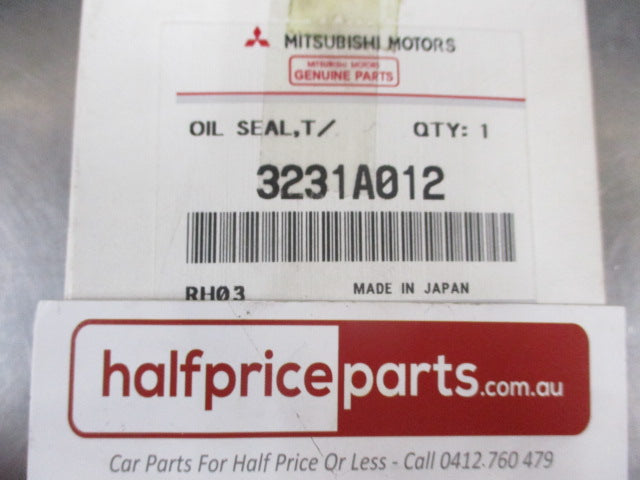 MITSUBISHI MOTORS
MITSUBISHI MOTORS
GENUINE PARTS
OIL SEAL,T/ QTY: 1
3231A012
RH03 MADE IN JAPAN
halfpriceparts.com.au
Car Parts For Half Price Or Less - Call 0412 760 479